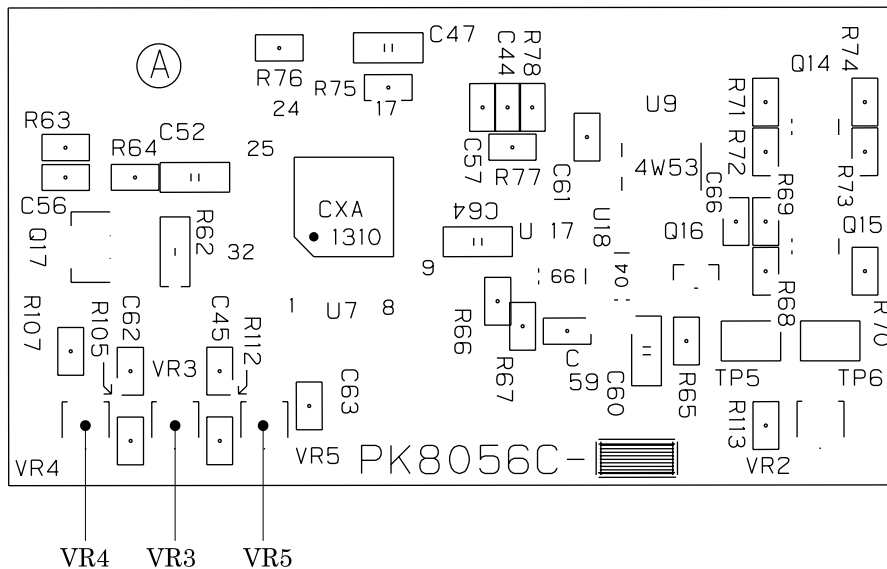 C47
R76
R75
24
17
C44
R78
Q14
R74
A
U9
R71
R63
C52
R64
25
C57
R77
C61
4W53
R72
C56
C66
R69
R73
CXA
1310
C64
U 17
U18
Q16
Q15
Q17
R62
32
9
66
40
R107
R105
C62
C45
R112
1
U7
8
R66
R67
C
59
C60
R65
R68
R70
TP5
TP6
VR3
C63
R113
VR4
VR5
PK8056C-
VR2
VR4
VR3
VR5